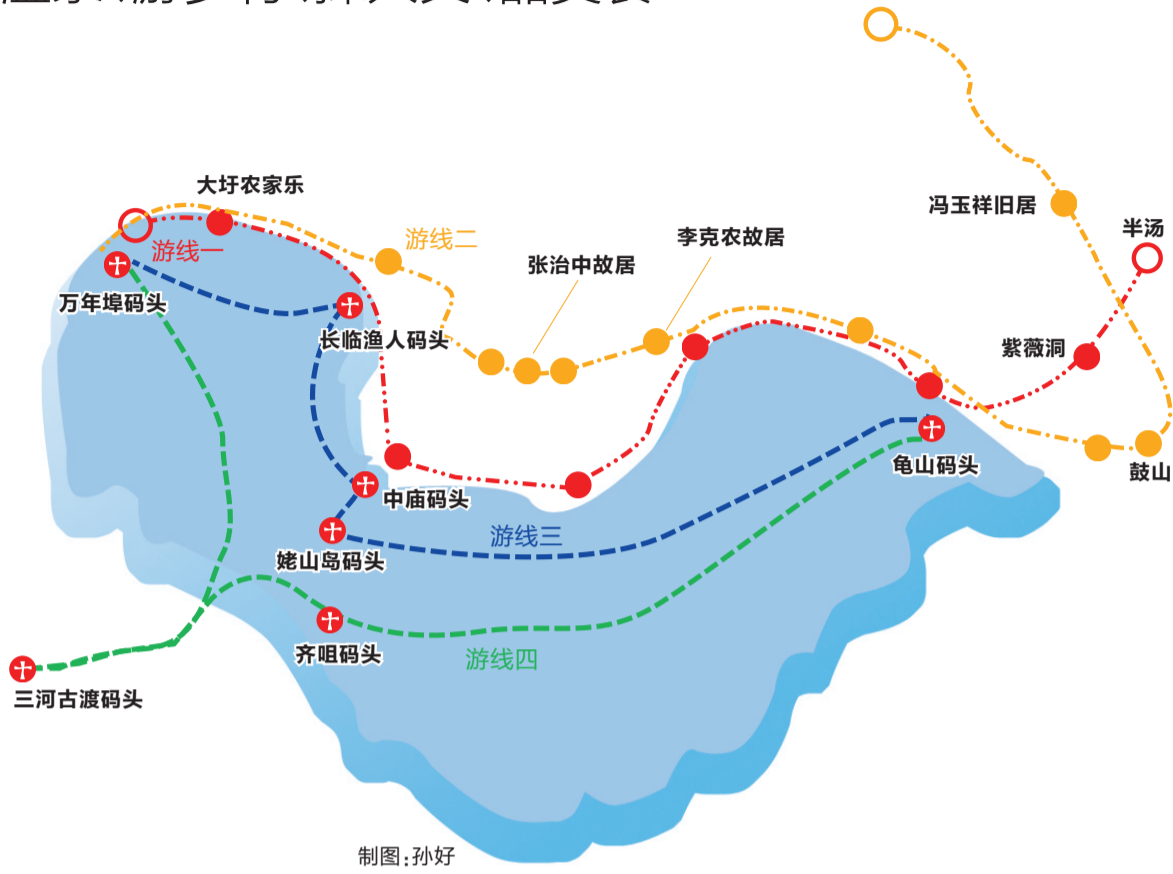 大圩农家乐
冯玉祥旧居
半汤
游线一
游线二
李克农故居
张治中故居
万年埠码头
长临渔人码头
紫薇洞
龟山码头
鼓山
中庙码头
游线三
姥山岛码头
齐咀码头
游线四
三河古渡码头
制图:孙好